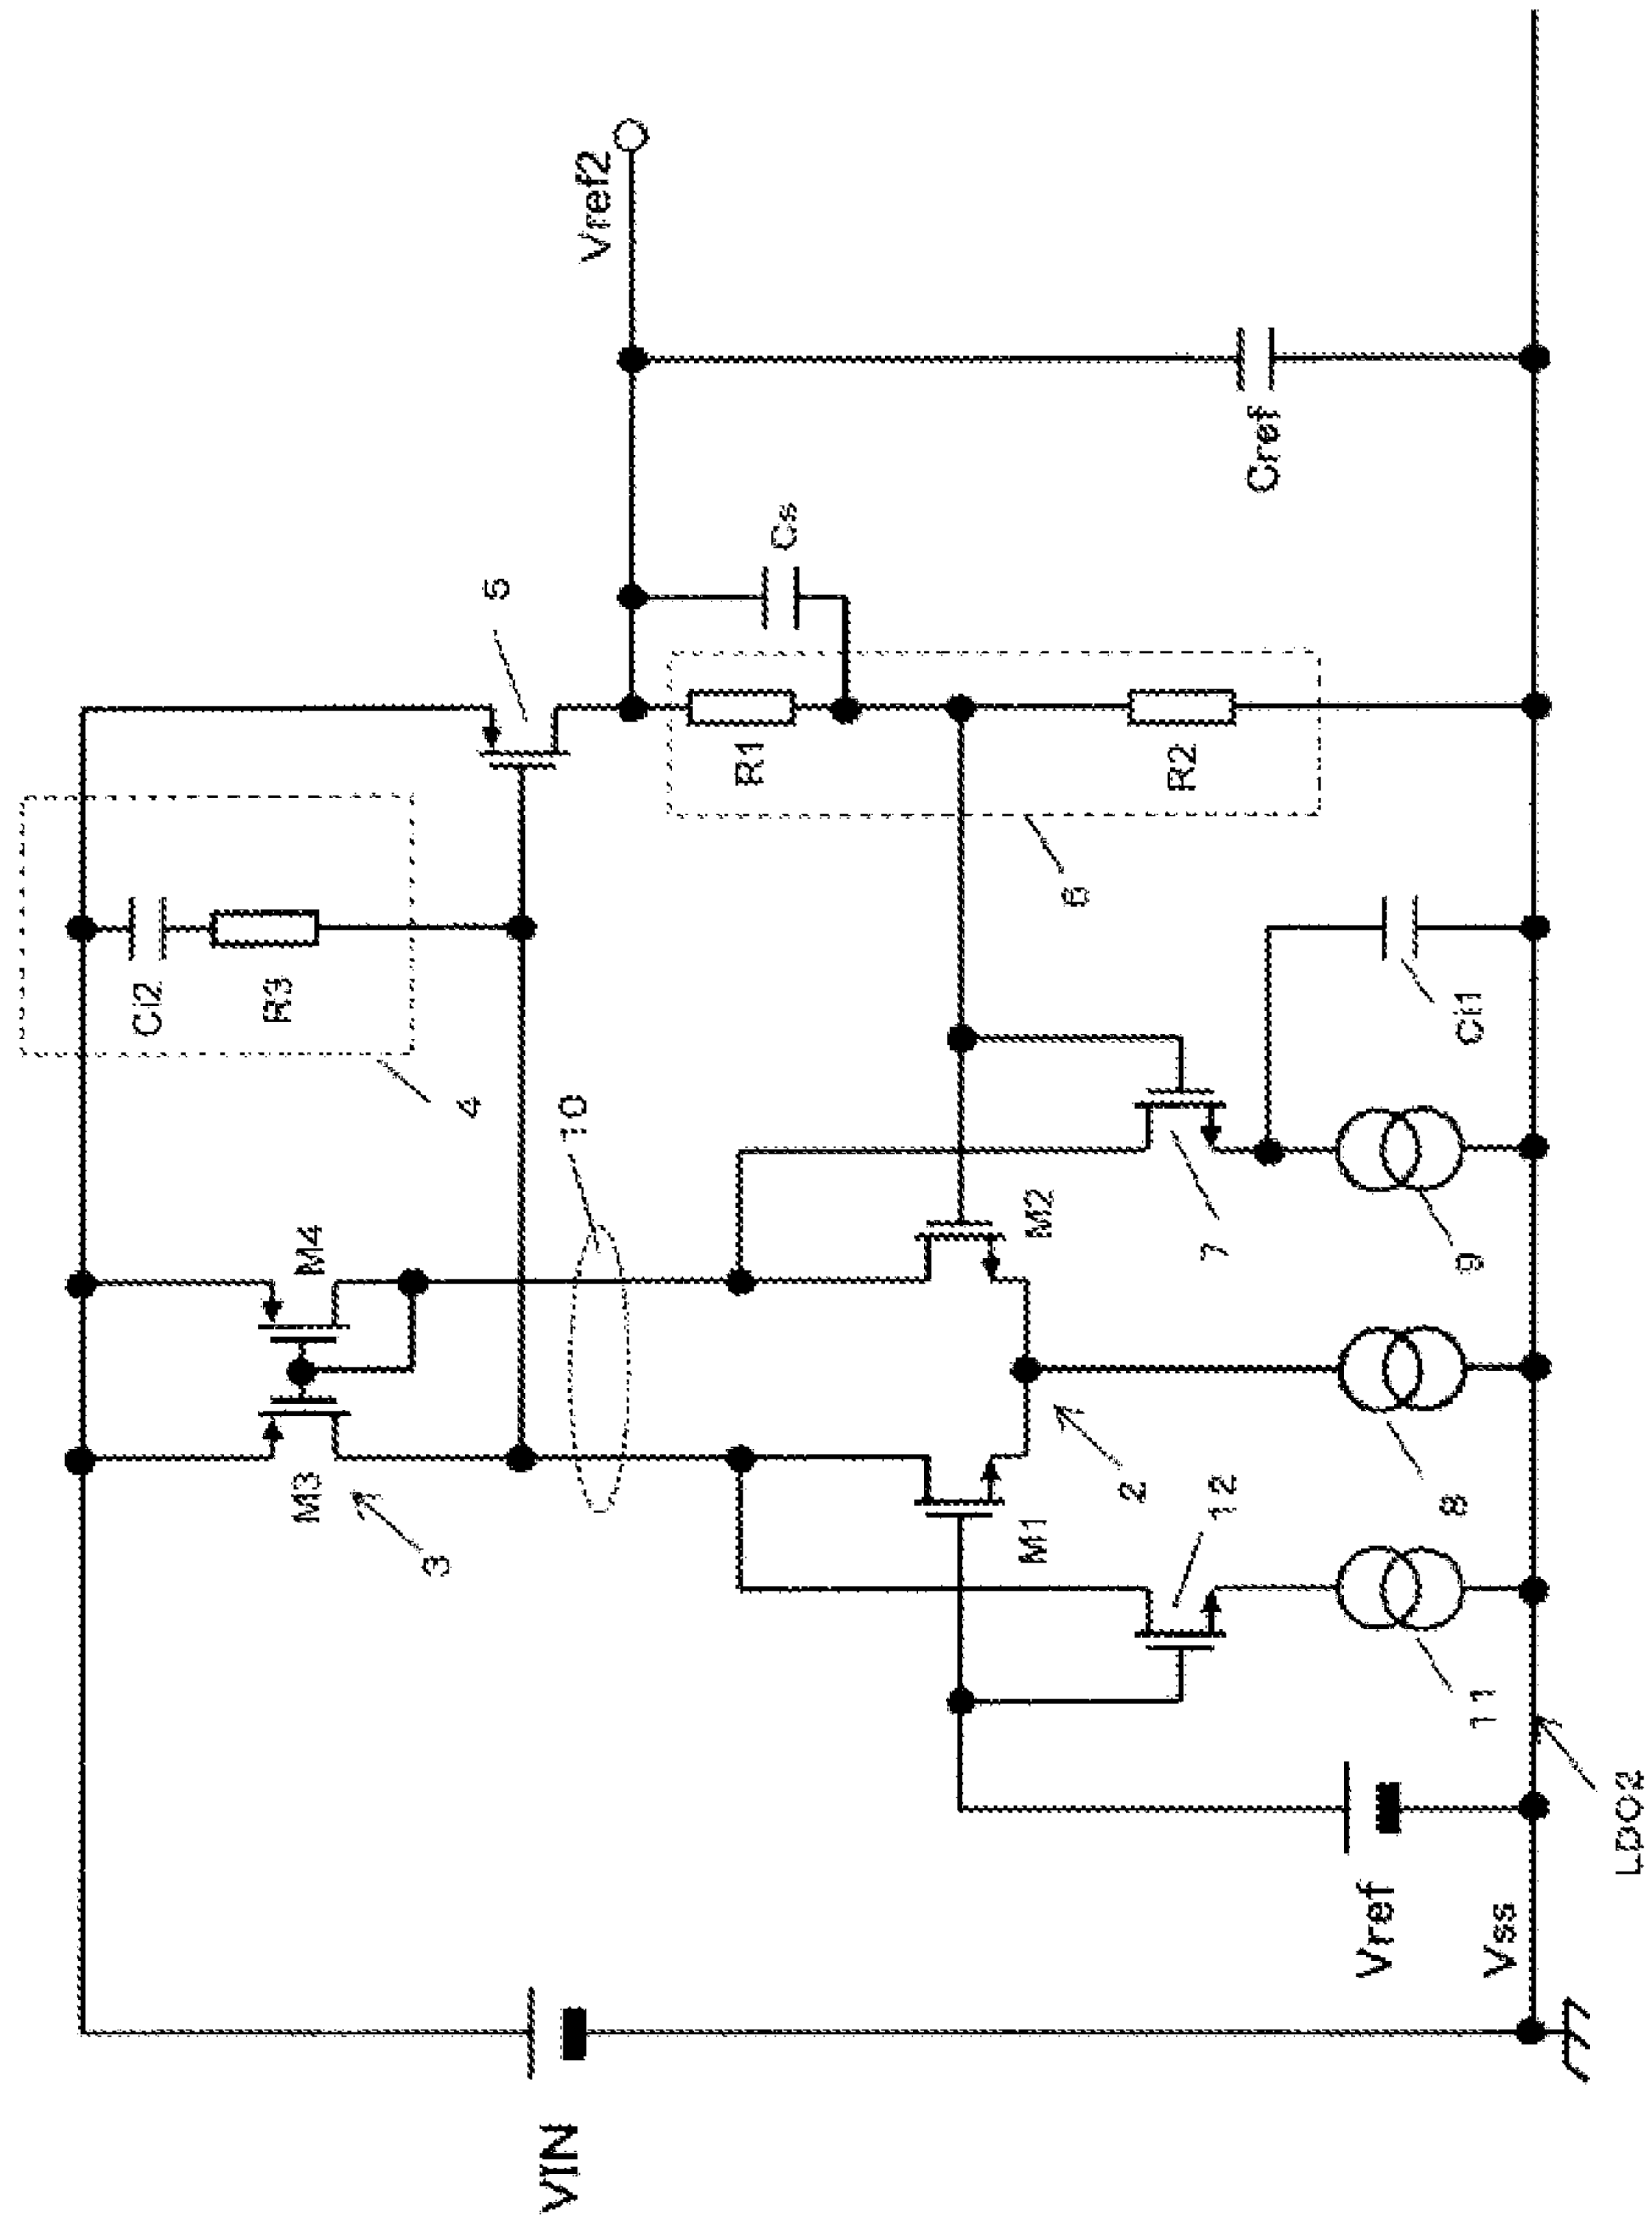 VIN
Vref
Vss
LDO2
M3
3
M4
4
Ci2
R3
10
5
Vref2
Cs
R1
R2
6
Cref
M1
12
11
2
8
M2
7
9
Ci1